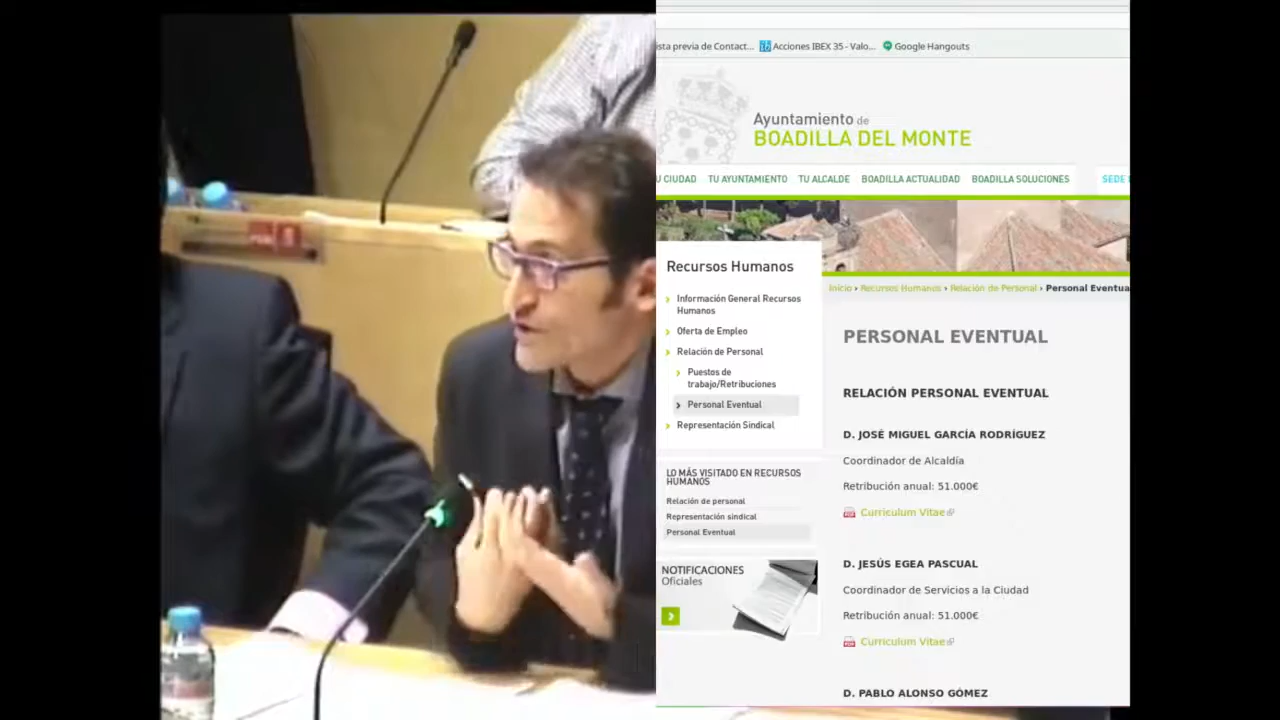 ista previa de Contact...
Acciones IBEX 35 - Valo...
Google Hangouts
Ayuntamiento de
BOADILLA DEL MONTE
U CIUDAD
TU AYUNTAMIENTO
TU ALCALDE
BOADILLA ACTUALIDAD
BOADILLA SOLUCIONES
SEDE
Recursos Humanos
Información General Recursos
Humanos
Oferta de Empleo
Relación de Personal
Puestos de
trabajo/Retribuciones
Personal Eventual
Representación Sindical
LO MÁS VISITADO EN RECURSOS
HUMANOS
Relación de personal
Representación sindical
Personal Eventual
NOTIFICACIONES
Oficiales
Inicio › Recursos Humanos › Relación de Personal › Personal Eventua
PERSONAL EVENTUAL
RELACIÓN PERSONAL EVENTUAL
D. JOSÉ MIGUEL GARCÍA RODRÍGUEZ
Coordinador de Alcaldía
Retribución anual: 51.000€
Curriculum Vitae
D. JESÚS EGEA PASCUAL
Coordinador de Servicios a la Ciudad
Retribución anual: 51.000€
Curriculum Vitae
D. PABLO ALONSO GÓMEZ